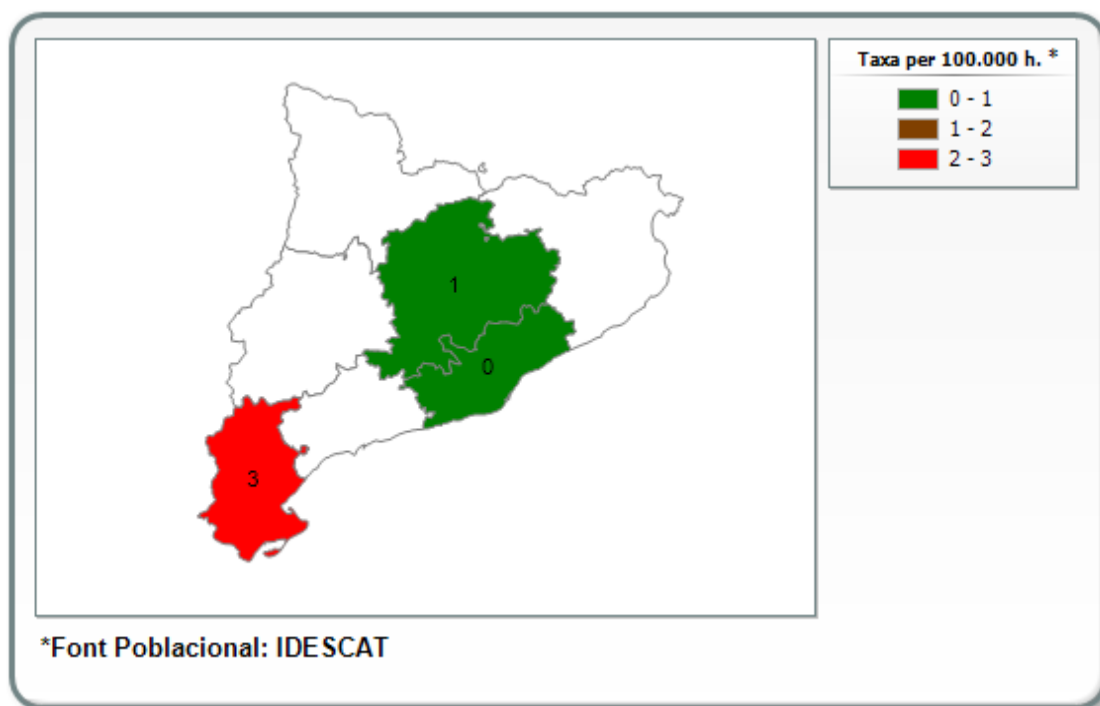 Taxa per 100.000 h. *
0 - 1
1 - 2
2 - 3
1
0
3
*Font Poblacional: IDESCAT